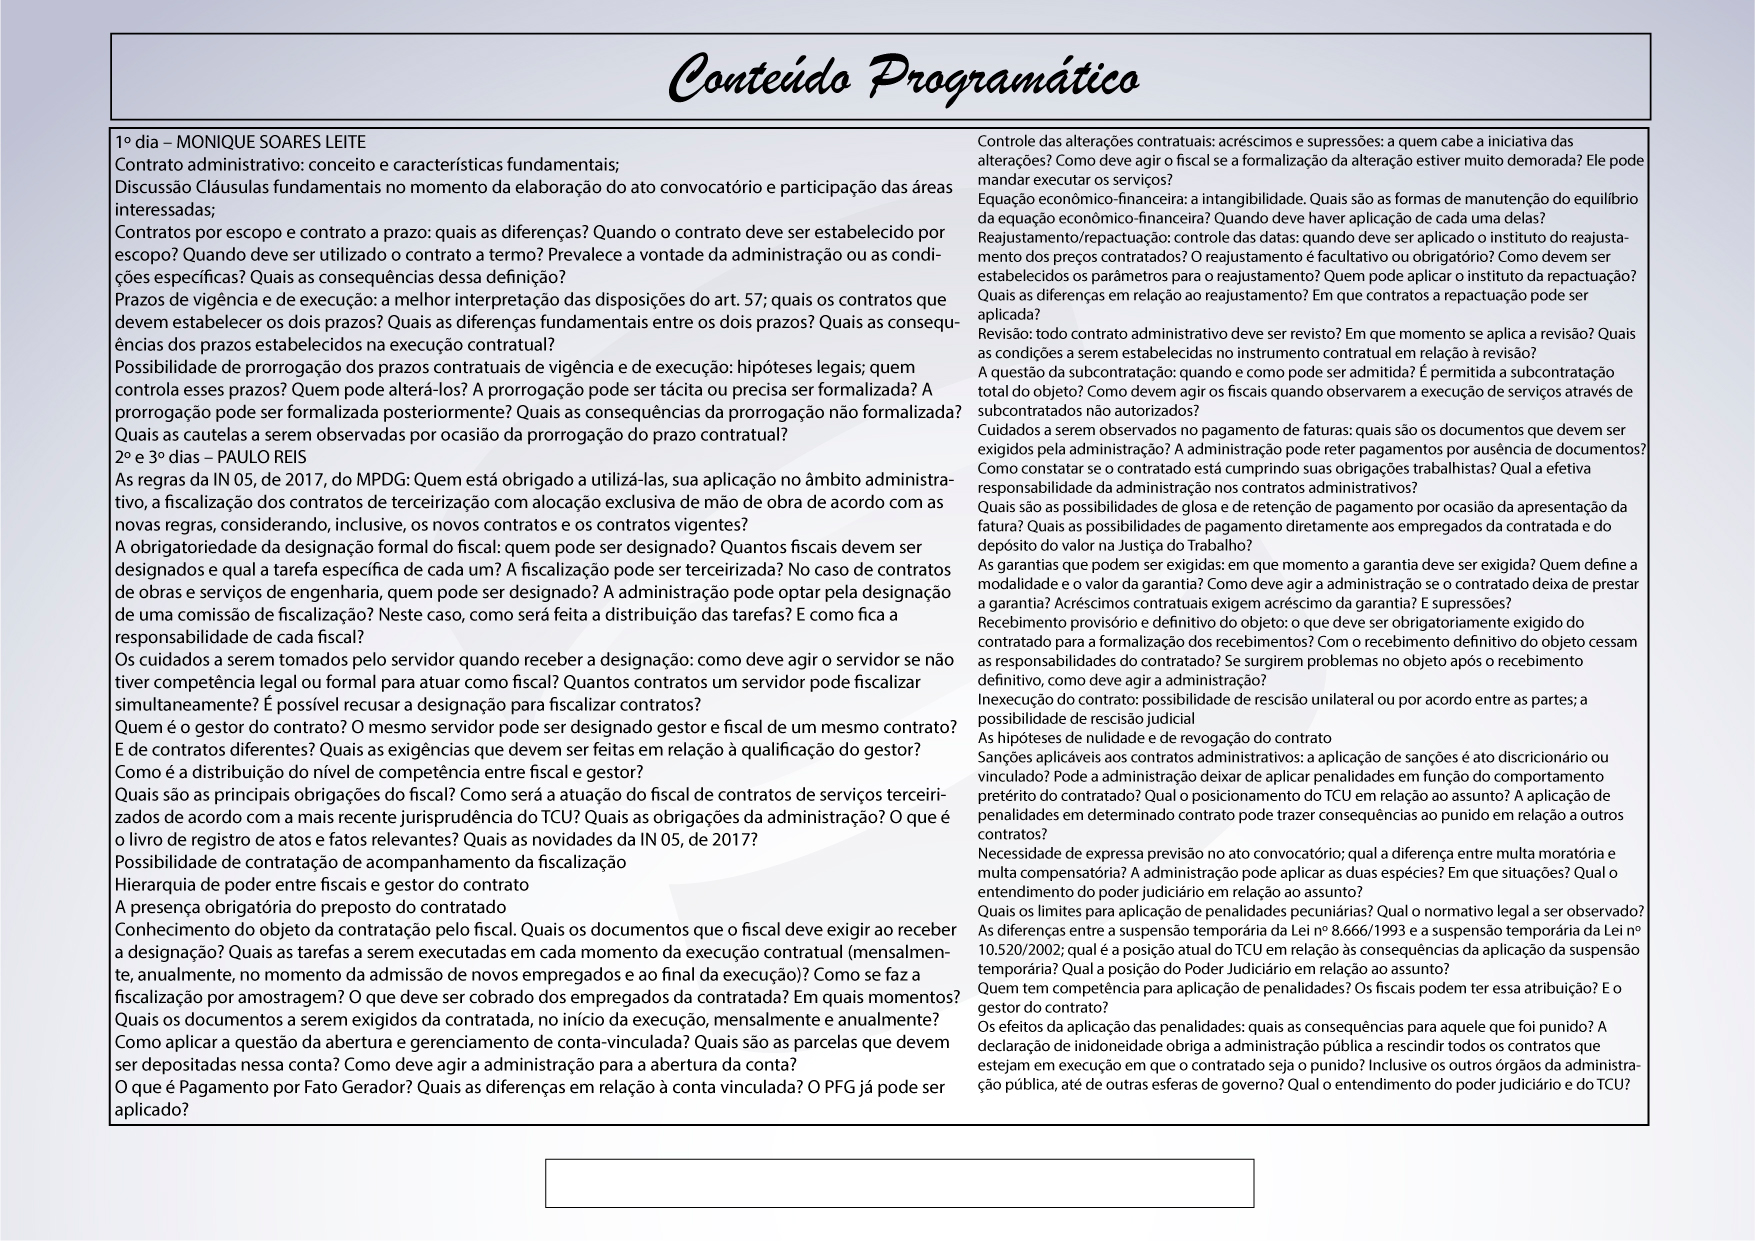 Conteúdo Programático
1º dia – MONIQUE SOARES LEITE
Contrato administrativo: conceito e características fundamentais;
Discussão Cláusulas fundamentais no momento da elaboração do ato convocatório e participação das áreas
interessadas;
Contratos por escopo e contrato a prazo: quais as diferenças? Quando o contrato deve ser estabelecido por
escopo? Quando deve ser utilizado o contrato a termo? Prevalece a vontade da administração ou as condi-
ções específicas? Quais as consequências dessa definição?
Prazos de vigência e de execução: a melhor interpretação das disposições do art. 57; quais os contratos que
devem estabelecer os dois prazos? Quais as diferenças fundamentais entre os dois prazos? Quais as consequ-
ências dos prazos estabelecidos na execução contratual?
Possibilidade de prorrogação dos prazos contratuais de vigência e de execução: hipóteses legais; quem
controla esses prazos? Quem pode alterá-los? A prorrogação pode ser tácita ou precisa ser formalizada? A
prorrogação pode ser formalizada posteriormente? Quais as consequências da prorrogação não formalizada?
Quais as cautelas a serem observadas por ocasião da prorrogação do prazo contratual?
2º e 3º dias – PAULO REIS
As regras da IN 05, de 2017, do MPDG: Quem está obrigado a utilizá-las, sua aplicação no âmbito administra-
tivo, a fiscalização dos contratos de terceirização com alocação exclusiva de mão de obra de acordo com as
novas regras, considerando, inclusive, os novos contratos e os contratos vigentes?
A obrigatoriedade da designação formal do fiscal: quem pode ser designado? Quantos fiscais devem ser
designados e qual a tarefa específica de cada um? A fiscalização pode ser terceirizada? No caso de contratos
de obras e serviços de engenharia, quem pode ser designado? A administração pode optar pela designação
de uma comissão de fiscalização? Neste caso, como será feita a distribuição das tarefas? E como fica a
responsabilidade de cada fiscal?
Os cuidados a serem tomados pelo servidor quando receber a designação: como deve agir o servidor se não
tiver competência legal ou formal para atuar como fiscal? Quantos contratos um servidor pode fiscalizar
simultaneamente? É possível recusar a designação para fiscalizar contratos?
Quem é o gestor do contrato? O mesmo servidor pode ser designado gestor e fiscal de um mesmo contrato?
E de contratos diferentes? Quais as exigências que devem ser feitas em relação à qualificação do gestor?
Como é a distribuição do nível de competência entre fiscal e gestor?
Quais são as principais obrigações do fiscal? Como será a atuação do fiscal de contratos de serviços terceiri-
zados de acordo com a mais recente jurisprudência do TCU? Quais as obrigações da administração? O que é
o livro de registro de atos e fatos relevantes? Quais as novidades da IN 05, de 2017?
Possibilidade de contratação de acompanhamento da fiscalização
Hierarquia de poder entre fiscais e gestor do contrato
A presença obrigatória do preposto do contratado
Conhecimento do objeto da contratação pelo fiscal. Quais os documentos que o fiscal deve exigir ao receber
a designação? Quais as tarefas a serem executadas em cada momento da execução contratual (mensalmen-
te, anualmente, no momento da admissão de novos empregados e ao final da execução)? Como se faz a
fiscalização por amostragem? O que deve ser cobrado dos empregados da contratada? Em quais momentos?
Quais os documentos a serem exigidos da contratada, no início da execução, mensalmente e anualmente?
Como aplicar a questão da abertura e gerenciamento de conta-vinculada? Quais são as parcelas que devem
ser depositadas nessa conta? Como deve agir a administração para a abertura da conta?
O que é Pagamento por Fato Gerador? Quais as diferenças em relação à conta vinculada? O PFG já pode ser
aplicado?
Controle das alterações contratuais: acréscimos e supressões: a quem cabe a iniciativa das
alterações? Como deve agir o fiscal se a formalização da alteração estiver muito demorada? Ele pode
mandar executar os serviços?
Equação econômico-financeira: a intangibilidade. Quais são as formas de manutenção do equilíbrio
da equação econômico-financeira? Quando deve haver aplicação de cada uma delas?
Reajustamento/repactuação: controle das datas: quando deve ser aplicado o instituto do reajusta-
mento dos preços contratados? O reajustamento é facultativo ou obrigatório? Como devem ser
estabelecidos os parâmetros para o reajustamento? Quem pode aplicar o instituto da repactuação?
Quais as diferenças em relação ao reajustamento? Em que contratos a repactuação pode ser
aplicada?
Revisão: todo contrato administrativo deve ser revisto? Em que momento se aplica a revisão? Quais
as condições a serem estabelecidas no instrumento contratual em relação à revisão?
A questão da subcontratação: quando e como pode ser admitida? É permitida a subcontratação
total do objeto? Como devem agir os fiscais quando observarem a execução de serviços através de
subcontratados não autorizados?
Cuidados a serem observados no pagamento de faturas: quais são os documentos que devem ser
exigidos pela administração? A administração pode reter pagamentos por ausência de documentos?
Como constatar se o contratado está cumprindo suas obrigações trabalhistas? Qual a efetiva
responsabilidade da administração nos contratos administrativos?
Quais são as possibilidades de glosa e de retenção de pagamento por ocasião da apresentação da
fatura? Quais as possibilidades de pagamento diretamente aos empregados da contratada e do
depósito do valor na Justiça do Trabalho?
As garantias que podem ser exigidas: em que momento a garantia deve ser exigida? Quem define a
modalidade e o valor da garantia? Como deve agir a administração se o contratado deixa de prestar
a garantia? Acréscimos contratuais exigem acréscimo da garantia? E supressões?
Recebimento provisório e definitivo do objeto: o que deve ser obrigatoriamente exigido do
contratado para a formalização dos recebimentos? Com o recebimento definitivo do objeto cessam
as responsabilidades do contratado? Se surgirem problemas no objeto após o recebimento
definitivo, como deve agir a administração?
Inexecução do contrato: possibilidade de rescisão unilateral ou por acordo entre as partes; a
possibilidade de rescisão judicial
As hipóteses de nulidade e de revogação do contrato
Sanções aplicáveis aos contratos administrativos: a aplicação de sanções é ato discricionário ou
vinculado? Pode a administração deixar de aplicar penalidades em função do comportamento
pretérito do contratado? Qual o posicionamento do TCU em relação ao assunto? A aplicação de
penalidades em determinado contrato pode trazer consequências ao punido em relação a outros
contratos?
Necessidade de expressa previsão no ato convocatório; qual a diferença entre multa moratória e
multa compensatória? A administração pode aplicar as duas espécies? Em que situações? Qual o
entendimento do poder judiciário em relação ao assunto?
Quais os limites para aplicação de penalidades pecuniárias? Qual o normativo legal a ser observado?
As diferenças entre a suspensão temporária da Lei nº 8.666/1993 e a suspensão temporária da Lei nº
10.520/2002; qual é a posição atual do TCU em relação às consequências da aplicação da suspensão
temporária? Qual a posição do Poder Judiciário em relação ao assunto?
Quem tem competência para aplicação de penalidades? Os fiscais podem ter essa atribuição? E o
gestor do contrato?
Os efeitos da aplicação das penalidades: quais as consequências para aquele que foi punido? A
declaração de inidoneidade obriga a administração pública a rescindir todos os contratos que
estejam em execução em que o contratado seja o punido? Inclusive os outros órgãos da administra-
ção pública, até de outras esferas de governo? Qual o entendimento do poder judiciário e do TCU?